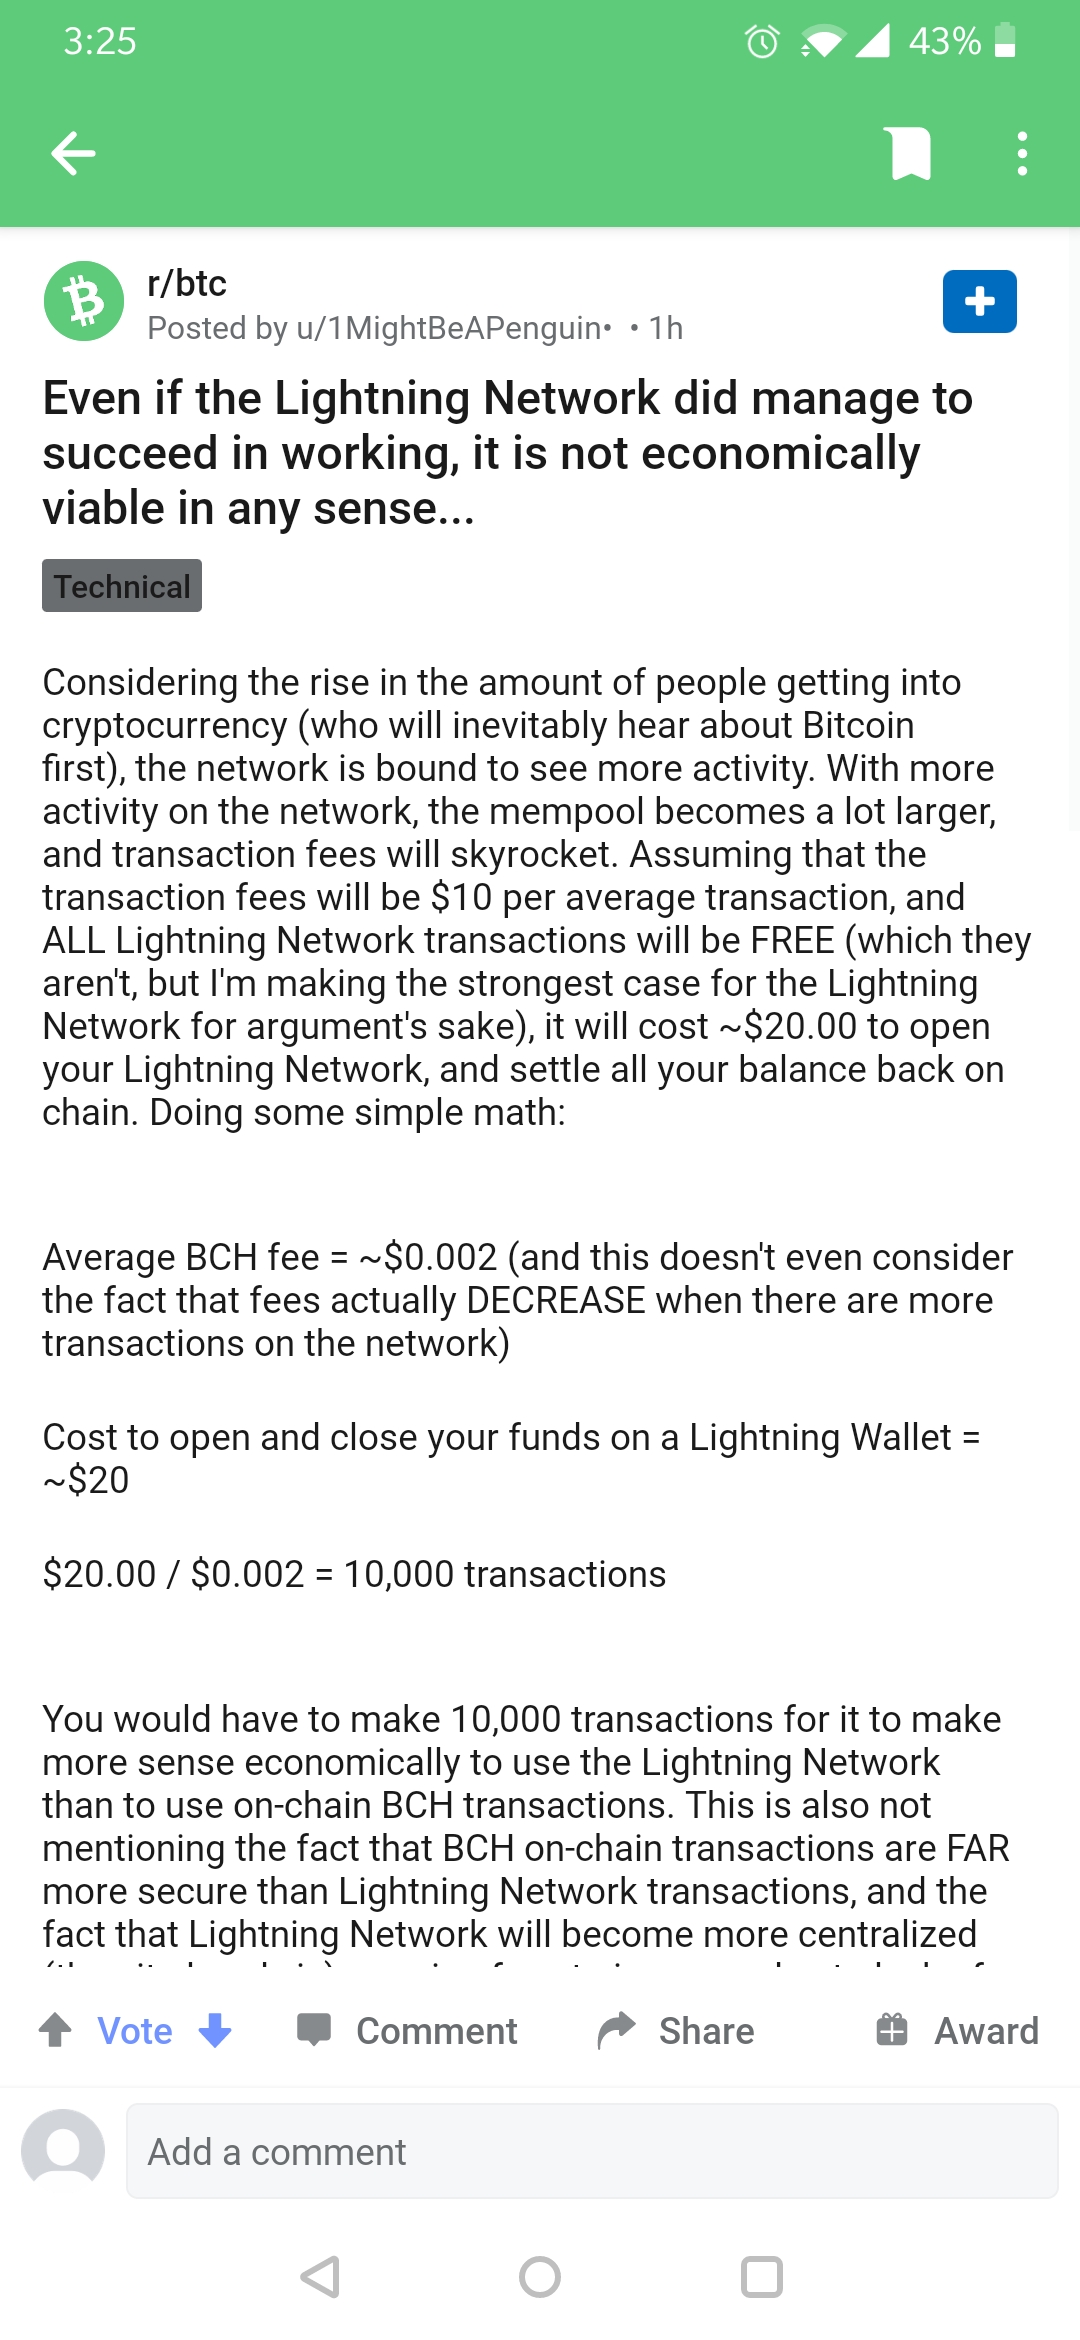 3:25
43%
r/btc
Posted by u/1MightBeAPenguin• • 1h
Even if the Lightning Network did manage to
succeed in working, it is not economically
viable in any sense...
Technical
Considering the rise in the amount of people getting into
cryptocurrency (who will inevitably hear about Bitcoin
first), the network is bound to see more activity. With more
activity on the network, the mempool becomes a lot larger,
and transaction fees will skyrocket. Assuming that the
transaction fees will be $10 per average transaction, and
ALL Lightning Network transactions will be FREE (which they
aren't, but I'm making the strongest case for the Lightning
Network for argument's sake), it will cost ~$20.00 to open
your Lightning Network, and settle all your balance back on
chain. Doing some simple math:
Average BCH fee = ~$0.002 (and this doesn't even consider
the fact that fees actually DECREASE when there are more
transactions on the network)
Cost to open and close your funds on a Lightning Wallet =
~$20
$20.00 / $0.002 = 10,000 transactions
You would have to make 10,000 transactions for it to make
more sense economically to use the Lightning Network
than to use on-chain BCH transactions. This is also not
mentioning the fact that BCH on-chain transactions are FAR
more secure than Lightning Network transactions, and the
fact that Lightning Network will become more centralized
Vote
Comment
Share
Award
Add a comment